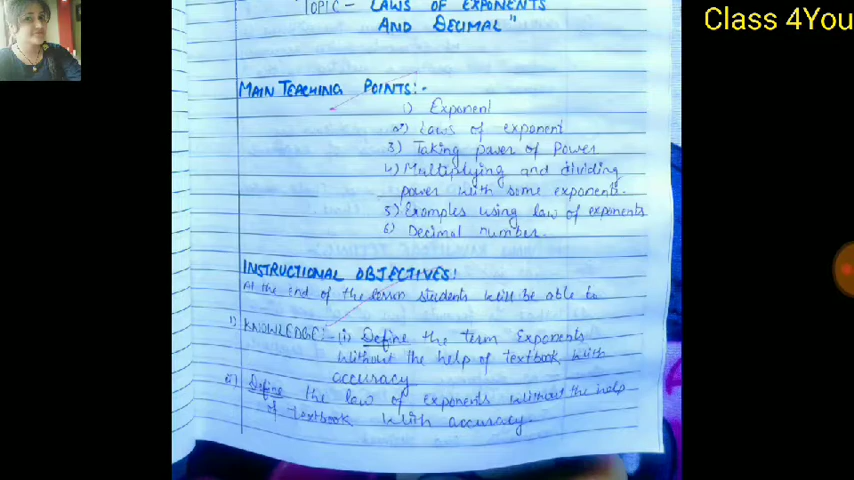 Class 4You
TOPIC - LAWS OF EXPONENTS
AND DECIMAL"
MAIN TEACHING POINTS:-
1) Exponent
2) Laws of exponent
3) Taking power of Power
4) Multiplying and dividing
power with some exponents.
5) Examples using law of exponents
6) Decimal number.
INSTRUCTIONAL OBJECTIVES:
At the end of the lesson students will be able to
1) KNOWLEDGE:- (i) Define the term Exponents
without the help of textbook with
accuracy
ii) Define the law of exponents without the help
of textbook with accuracy.